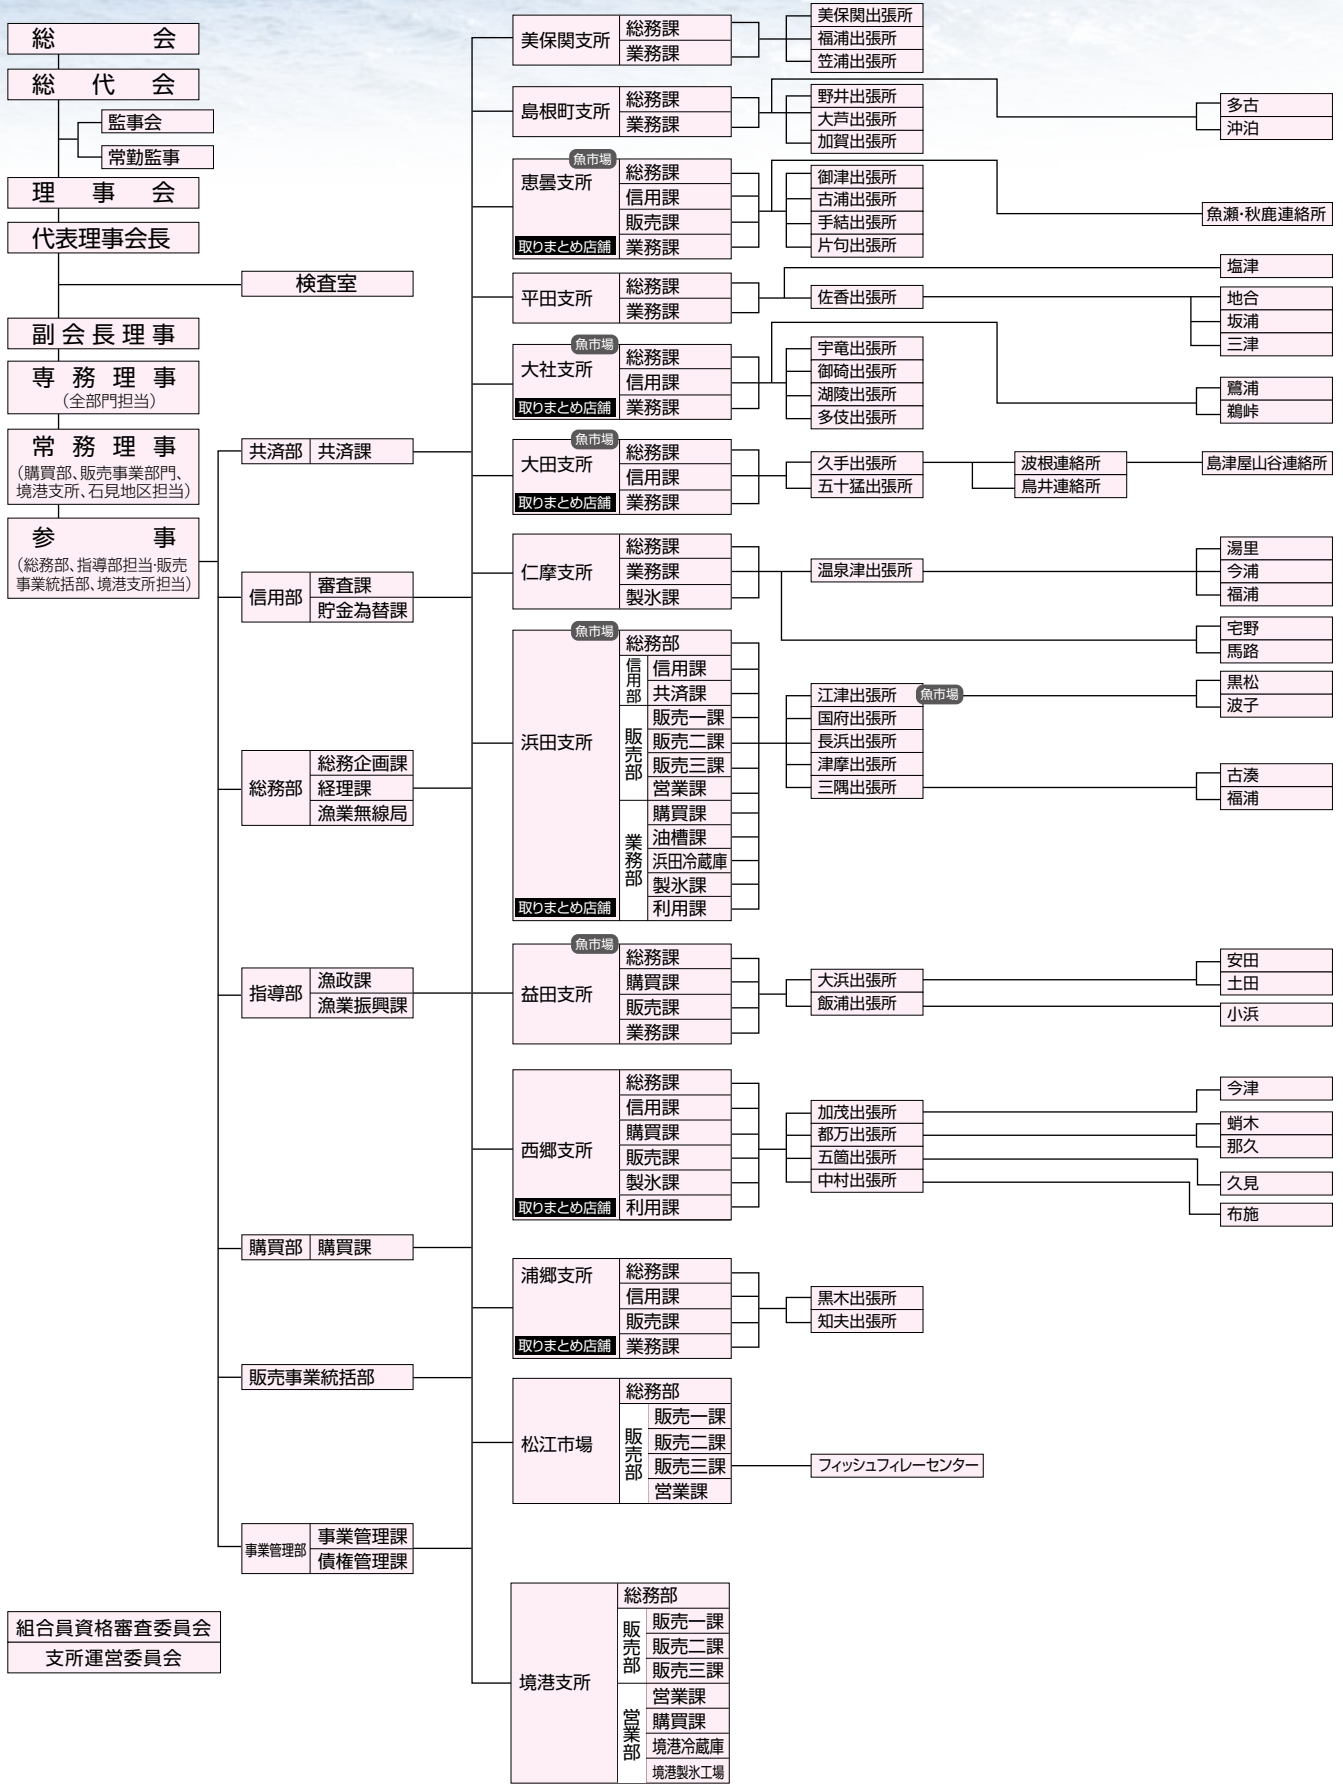 総会
総代会
監事会
常勤監事
理事会
代表理事会長
検査室
副会長理事
専務理事
(全部門担当)
常務理事
(購買部、販売事業部門、
境港支所、石見地区担当)
参事
(総務部、指導部担当・販売
事業統括部、境港支所担当)
共済部 共済課
信用部
審査課
貯金為替課
総務部
総務企画課
経理課
漁業無線局
指導部
漁政課
漁業振興課
購買部 購買課
販売事業統括部
事業管理部
事業管理課
債権管理課
組合員資格審査委員会
支所運営委員会
美保関支所
総務課
業務課
美保関出張所
福浦出張所
笠浦出張所
島根町支所
総務課
業務課
野井出張所
大芦出張所
加賀出張所
多古
沖泊
魚市場
恵曇支所
取りまとめ店舗
総務課
信用課
販売課
業務課
御津出張所
古浦出張所
手結出張所
片句出張所
魚瀬・秋鹿連絡所
平田支所
総務課
業務課
佐香出張所
塩津
地合
坂浦
三津
魚市場
大社支所
取りまとめ店舗
総務課
信用課
業務課
宇竜出張所
御碕出張所
湖陵出張所
多伎出張所
鷺浦
鵜峠
魚市場
大田支所
取りまとめ店舗
総務課
信用課
業務課
久手出張所
五十猛出張所
波根連絡所
鳥井連絡所
島津屋山谷連絡所
仁摩支所
総務課
業務課
製氷課
温泉津出張所
湯里
今浦
福浦
宅野
馬路
魚市場
浜田支所
取りまとめ店舗
総務部
信用部
信用課
共済課
販売部
販売一課
販売二課
販売三課
営業課
業務部
購買課
油槽課
浜田冷蔵庫
製氷課
利用課
江津出張所
魚市場
国府出張所
長浜出張所
津摩出張所
三隅出張所
黒松
波子
古湊
福浦
魚市場
益田支所
総務課
購買課
販売課
業務課
大浜出張所
飯浦出張所
安田
土田
小浜
西郷支所
取りまとめ店舗
総務課
信用課
購買課
販売課
製氷課
利用課
加茂出張所
都万出張所
五箇出張所
中村出張所
今津
蛸木
那久
久見
布施
浦郷支所
取りまとめ店舗
総務課
信用課
販売課
業務課
黒木出張所
知夫出張所
松江市場
総務部
販売部
販売一課
販売二課
販売三課
営業課
フィッシュフィレーセンター
境港支所
総務部
販売部
販売一課
販売二課
販売三課
営業部
営業課
購買課
境港冷蔵庫
境港製氷工場